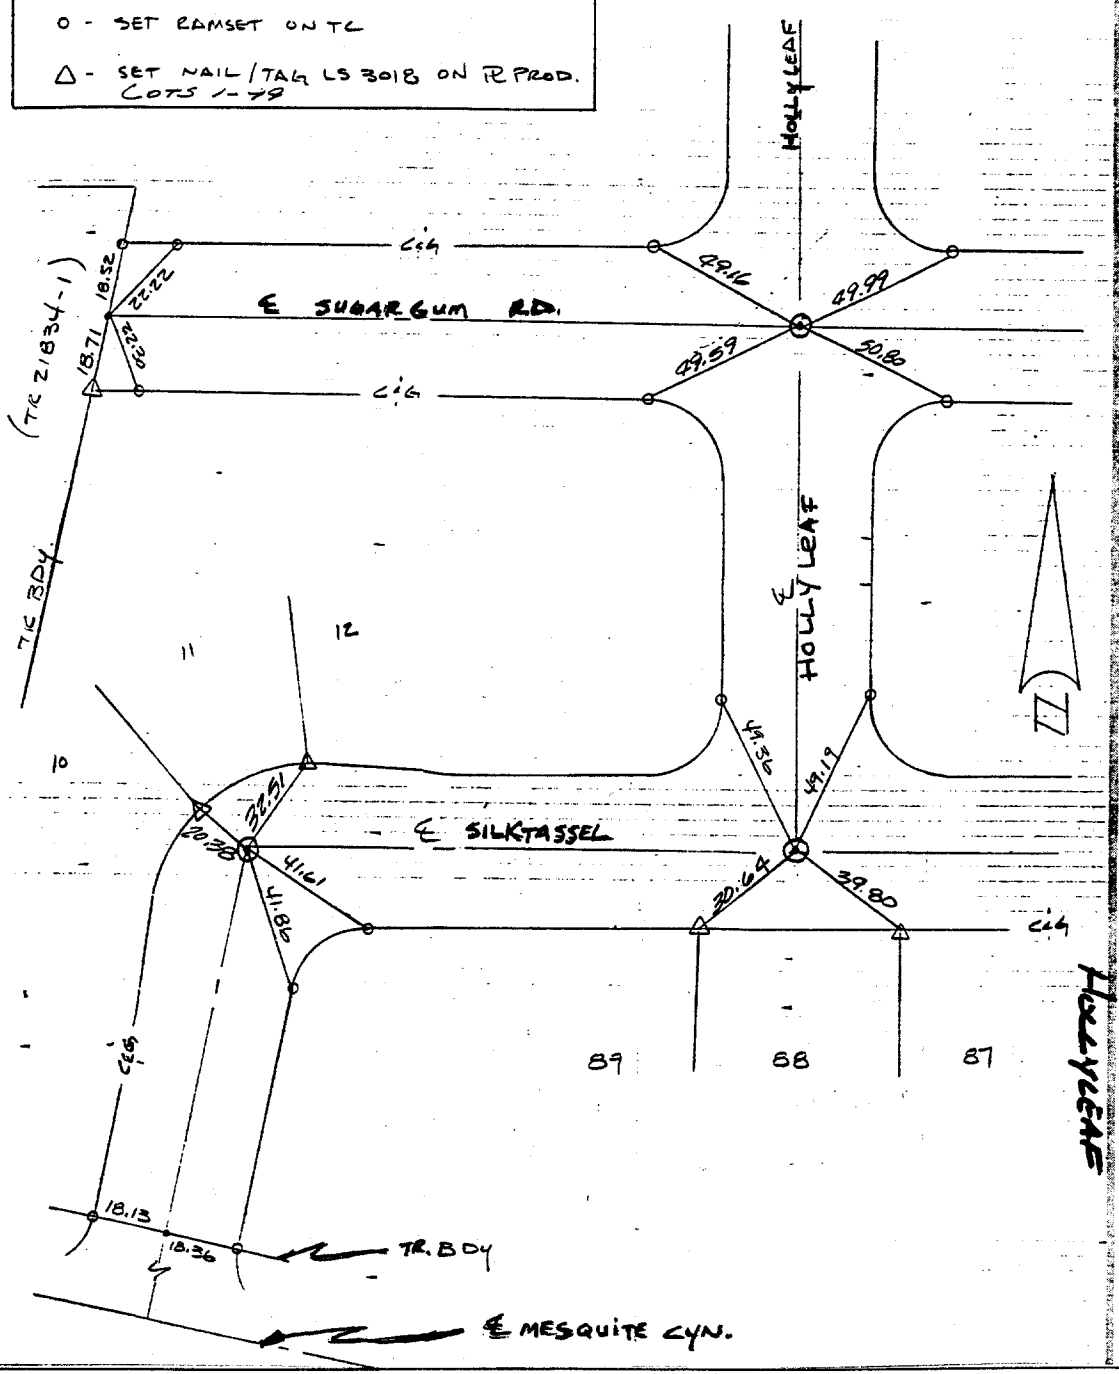 O - SET RAMSET ON TC
△ - SET NAIL/TAG LS 3018 ON PL PROD.
LOTS 1-79
HOLLYLEAF
C&G
49.16
49.99
18.52
22.22
℄ SUGARGUM RD.
(TR 21834-1)
18.71
22.30
49.59
50.80
C&G
TR BDY.
℄ HOLLYLEAF
12
11
10
49.36
49.19
32.51
20.38
℄ SILKTASSEL
41.61
41.86
30.64
39.80
C&G
HOLLYLEAF
C&G
89
88
87
18.13
18.36
TR. BDY
℄ MESQUITE CYN.